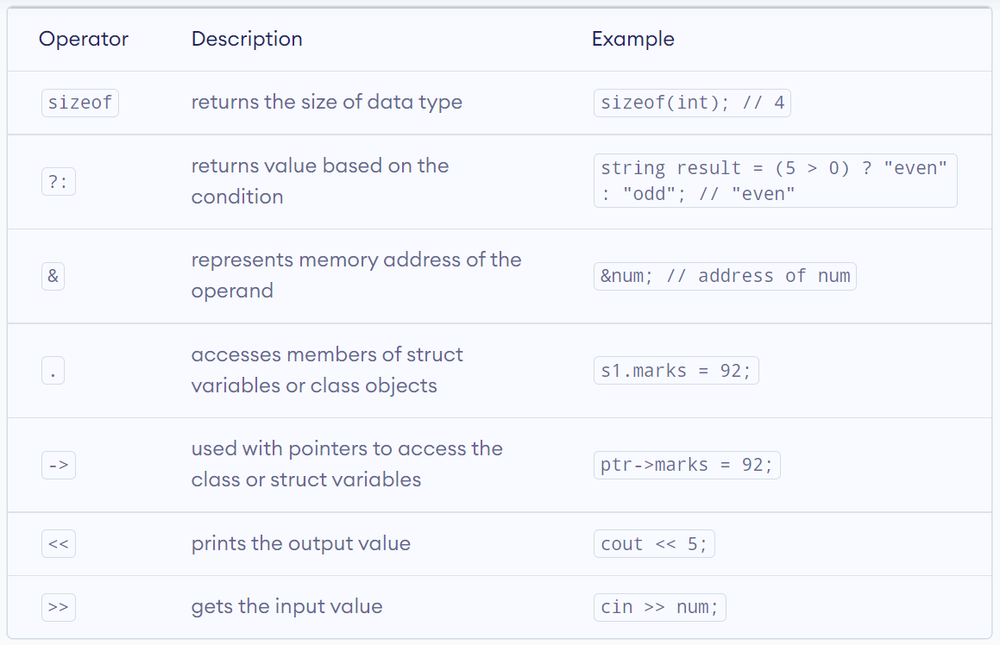 Operator Description Example
sizeof returns the size of data type sizeof(int); // 4
?: returns value based on the
condition
string result = (5 > 0) ? "even"
: "odd"; // "even"
& represents memory address of the
operand
&num; // address of num
. accesses members of struct
variables or class objects
s1.marks = 92;
-> used with pointers to access the
class or struct variables
ptr->marks = 92;
<< prints the output value cout << 5;
>> gets the input value cin >> num;